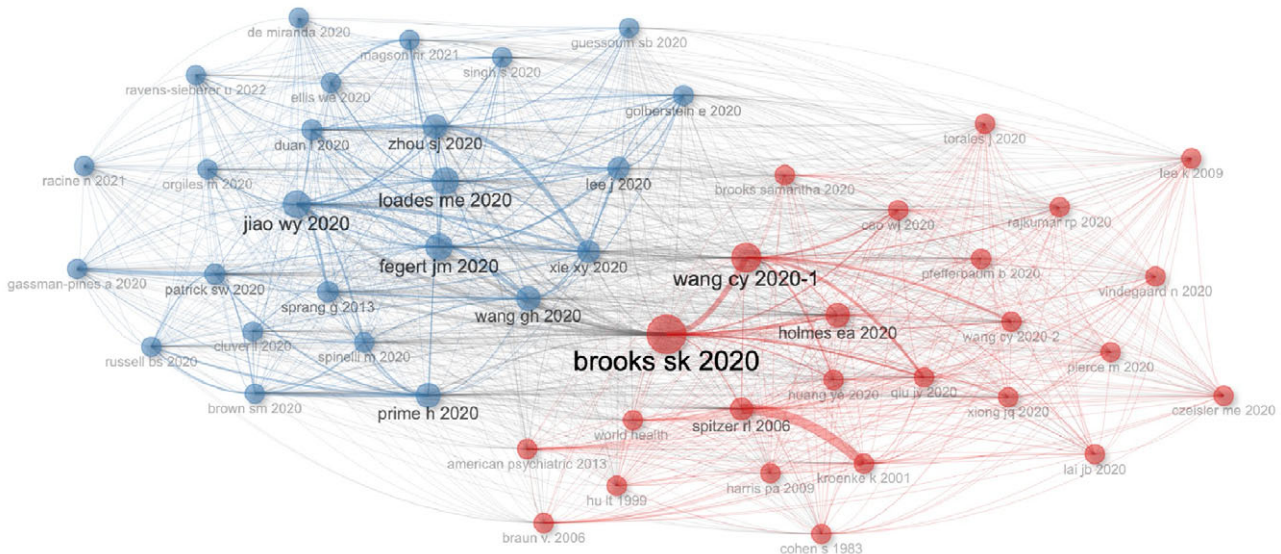 de miranda 2020
guessoum sb 2020
magson nr 2021
singh s 2020
ravens-sieberer u 2022
ellis we 2020
golberstein e 2020
duan l 2020
zhou sj 2020
torales j 2020
racine n 2021
orgiles m 2020
loades me 2020
lee j 2020
brooks samantha 2020
lee k 2009
jiao wy 2020
cao wj 2020
rajkumar rp 2020
fegert jm 2020
xie xy 2020
wang cy 2020-1
pfefferbaum b 2020
gassman-pines a 2020
patrick sw 2020
vindegaard n 2020
sprang g 2013
wang gh 2020
holmes ea 2020
wang cy 2020-2
cluver l 2020
spinelli m 2020
russell bs 2020
brooks sk 2020
pierce m 2020
huang ye 2020
qiu jy 2020
brown sm 2020
prime h 2020
xiong jq 2020
czeisler me 2020
spitzer rl 2006
world health
american psychiatric 2013
kroenke k 2001
lai jb 2020
harris pa 2009
hu lt 1999
braun v. 2006
cohen s 1983